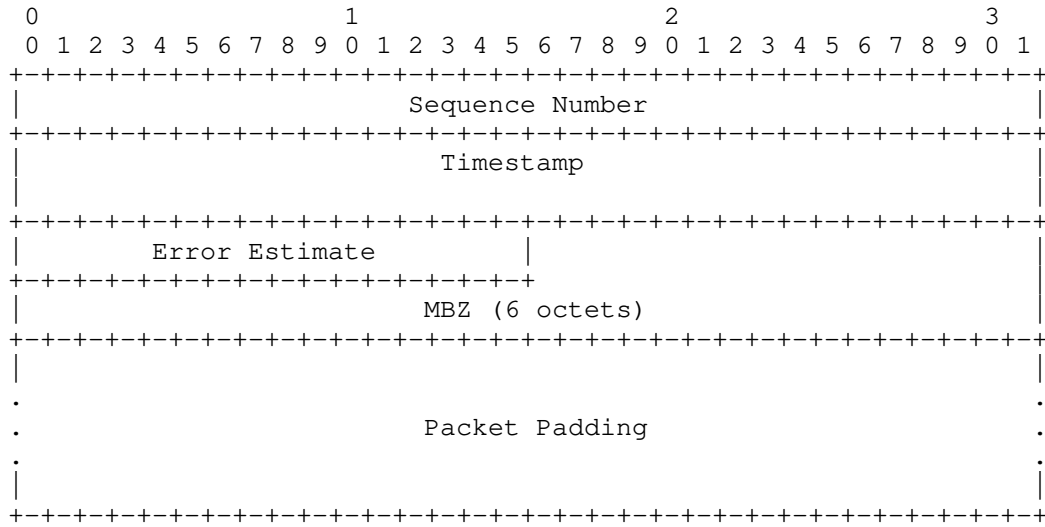 0                   1                   2                   3
 0 1 2 3 4 5 6 7 8 9 0 1 2 3 4 5 6 7 8 9 0 1 2 3 4 5 6 7 8 9 0 1
+-+-+-+-+-+-+-+-+-+-+-+-+-+-+-+-+-+-+-+-+-+-+-+-+-+-+-+-+-+-+-+-+
|                        Sequence Number                        |
+-+-+-+-+-+-+-+-+-+-+-+-+-+-+-+-+-+-+-+-+-+-+-+-+-+-+-+-+-+-+-+-+
|                          Timestamp                            |
|                                                               |
+-+-+-+-+-+-+-+-+-+-+-+-+-+-+-+-+-+-+-+-+-+-+-+-+-+-+-+-+-+-+-+-+
|        Error Estimate         |                               |
+-+-+-+-+-+-+-+-+-+-+-+-+-+-+-+-+                               |
|                         MBZ (6 octets)                        |
+-+-+-+-+-+-+-+-+-+-+-+-+-+-+-+-+-+-+-+-+-+-+-+-+-+-+-+-+-+-+-+-+
|                                                               |
.                                                               .
.                         Packet Padding                        .
.                                                               .
|                                                               |
+-+-+-+-+-+-+-+-+-+-+-+-+-+-+-+-+-+-+-+-+-+-+-+-+-+-+-+-+-+-+-+-+